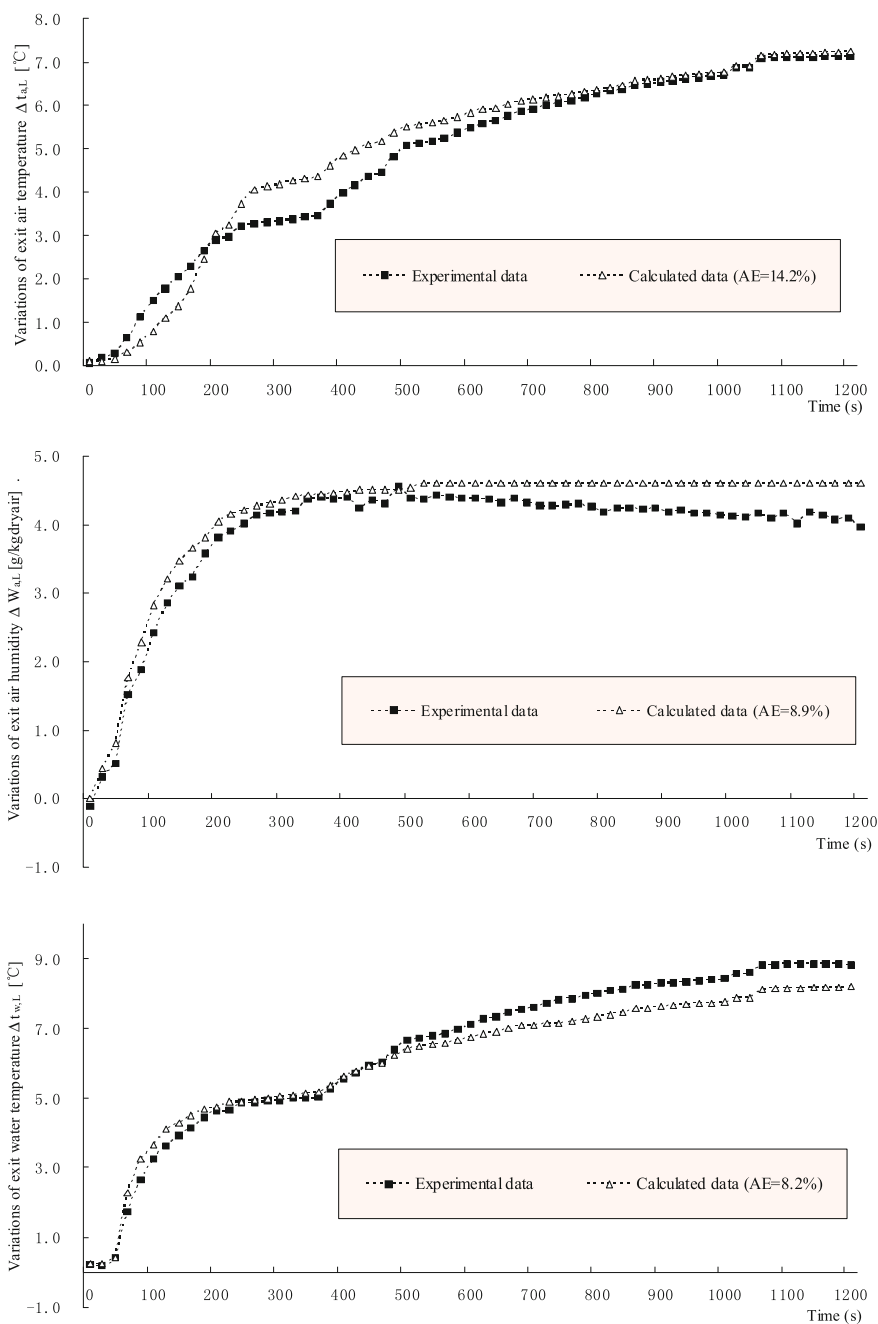 Variations of exit air temperature Δ ta,L [℃]
8.0
7.0
6.0
5.0
4.0
3.0
2.0
1.0
0.0
Experimental data
Calculated data (AE=14.2%)
0 100 200 300 400 500 600 700 800 900 1000 1100 1200
Time (s)
Variations of exit air humidity Δ Wa,L [g/kgdryair] .
5.0
4.0
3.0
2.0
1.0
0.0
-1.0
Experimental data
Calculated data (AE=8.9%)
0 100 200 300 400 500 600 700 800 900 1000 1100 1200
Time (s)
Variations of exit water temperature Δ tw,L [℃]
9.0
7.0
5.0
3.0
1.0
-1.0
Experimental data
Calculated data (AE=8.2%)
0 100 200 300 400 500 600 700 800 900 1000 1100 1200
Time (s)